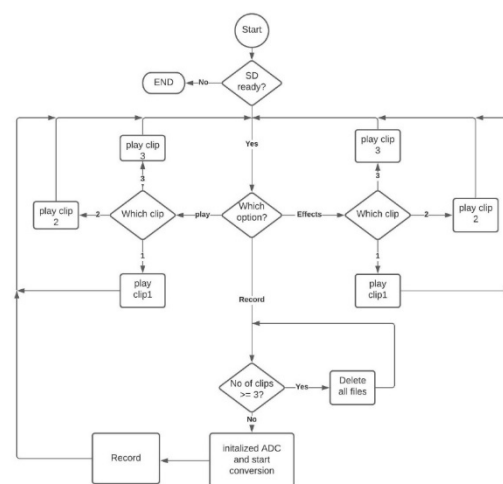 Start
SD
ready?
No
END
Yes
play clip
3
play clip
3
3
3
play clip
2
2
Which clip
play
Which
option?
Effects
Which clip
2
play clip
2
1
1
play
clip1
play
clip1
Record
No of clips
>= 3?
Yes
Delete
all files
No
Record
initalized ADC
and start
conversion